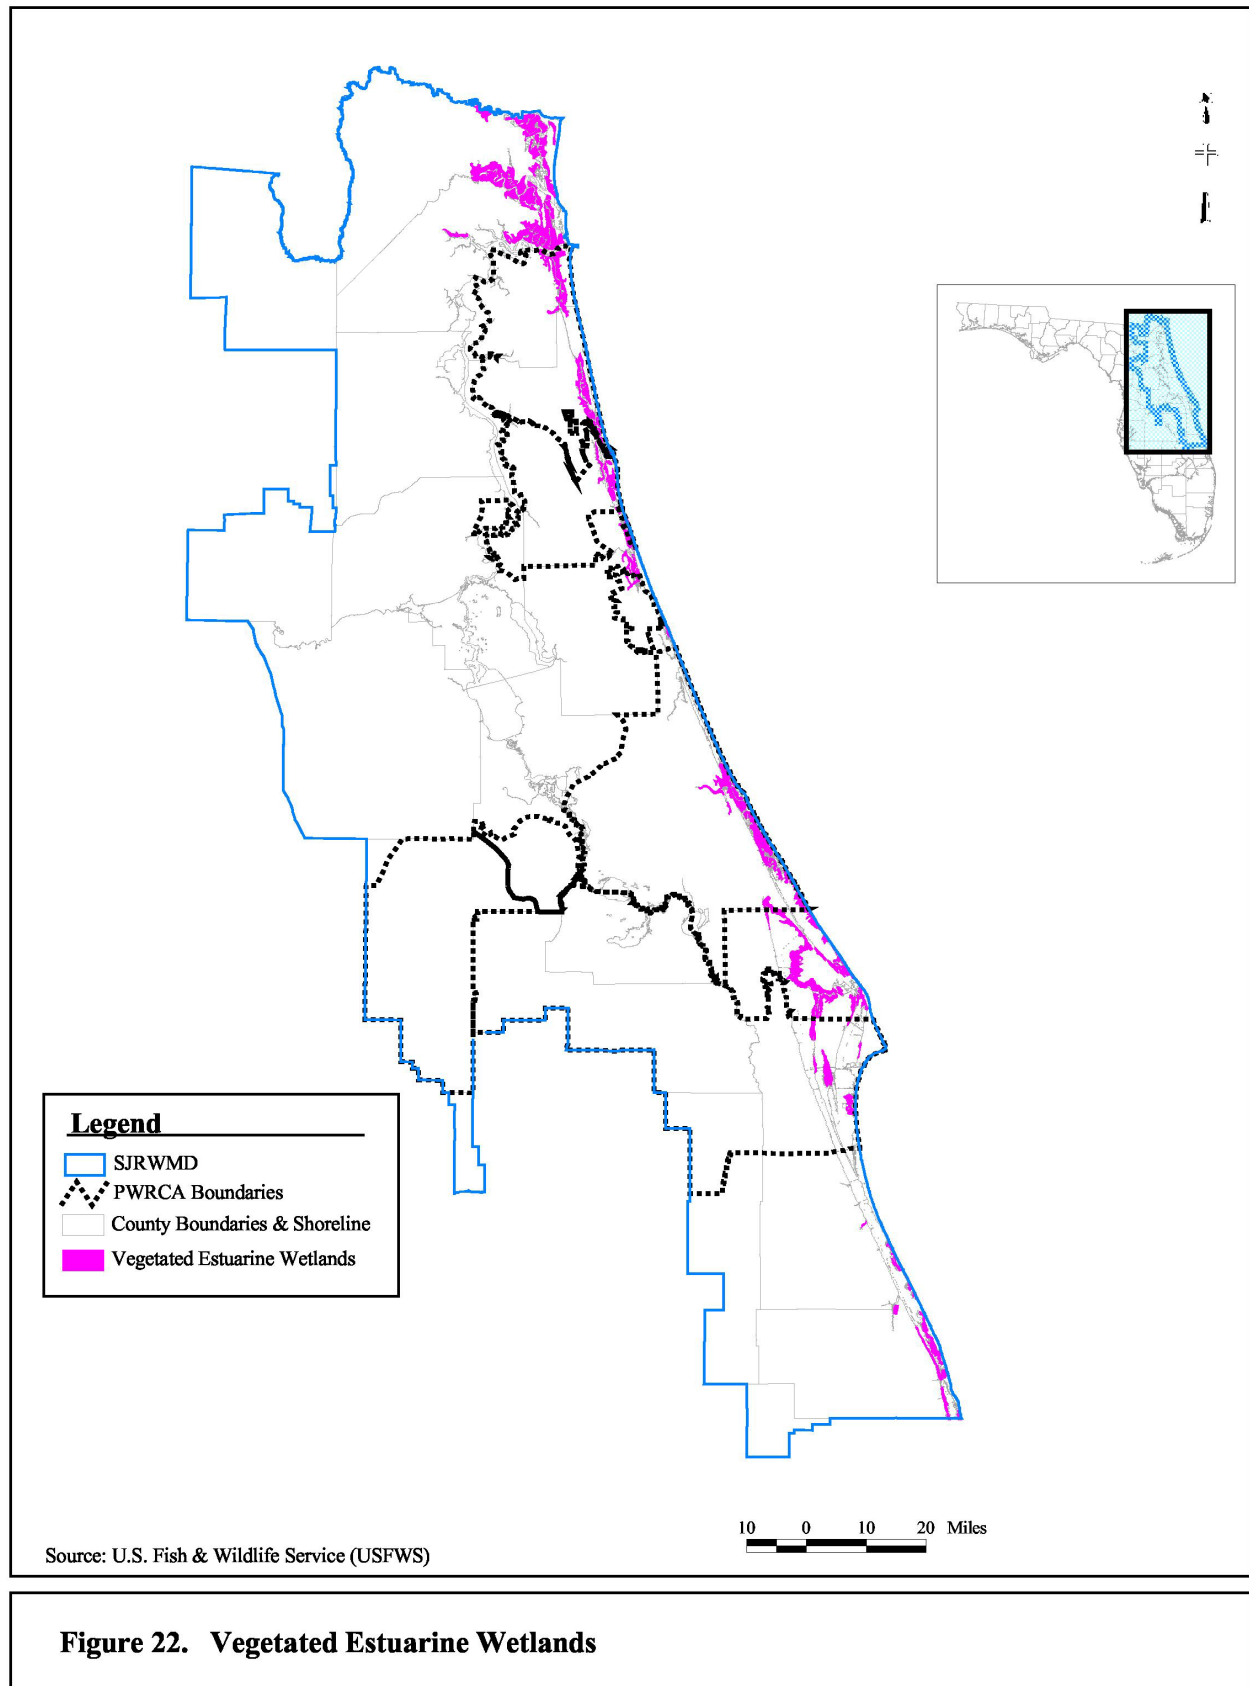 Legend
SJRWMD
PWRCA Boundaries
County Boundaries & Shoreline
Vegetated Estuarine Wetlands
10 0 10 20 Miles
Source: U.S. Fish & Wildlife Service (USFWS)
Figure 22. Vegetated Estuarine Wetlands